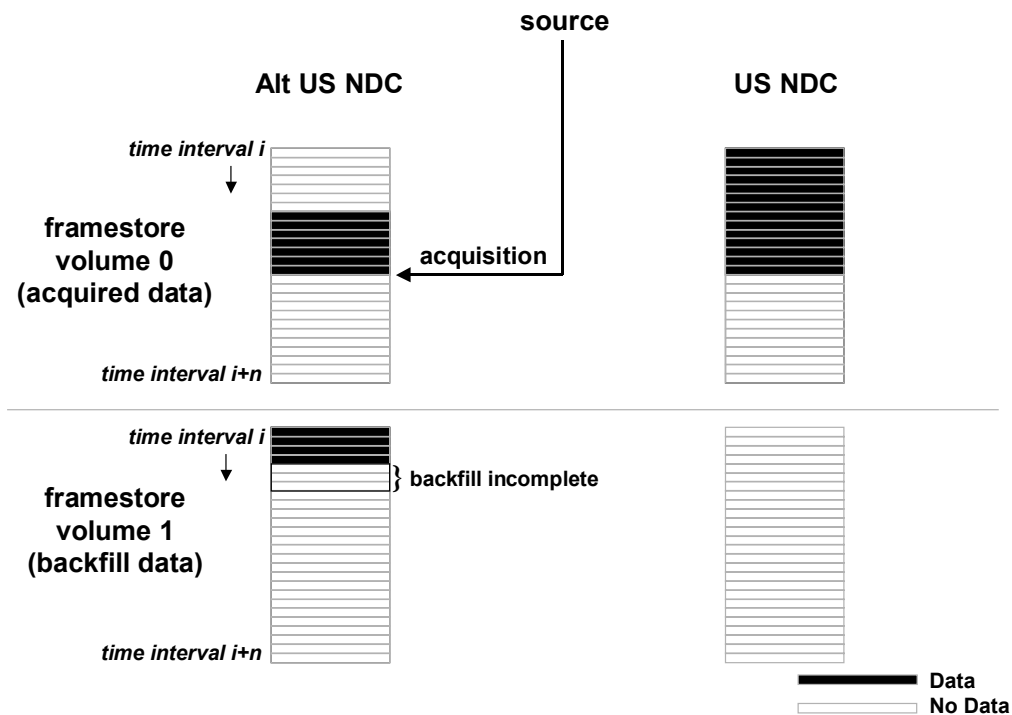 source
Alt US NDC
US NDC
time interval i
framestore
volume 0
(acquired data)
acquisition
time interval i+n
time interval i
backfill incomplete
framestore
volume 1
(backfill data)
time interval i+n
Data
No Data